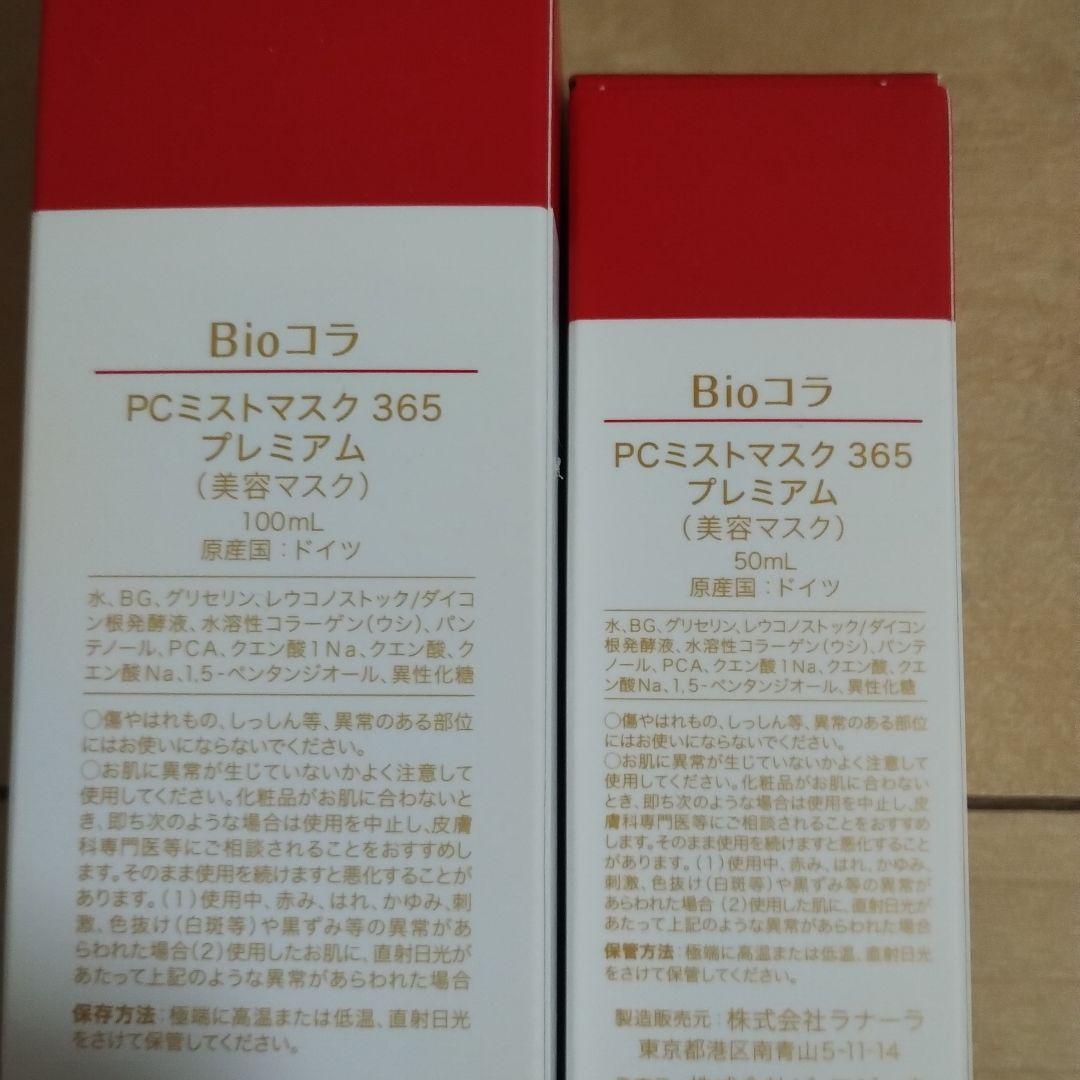 Bioコラ
PCミストマスク 365
プレミアム
(美容マスク)
100mL
原産国:ドイツ
水、BG、グリセリン、レウコノストック/ダイコ
ン根発酵液、水溶性コラーゲン(ウシ)、パン
テノール、PCA、クエン酸1Na、クエン酸、ク
エン酸Na、1,5-ペンタンジオール、異性化糖
○傷やはれもの、しっしん等、異常のある部位
にはお使いにならないでください。
○お肌に異常が生じていないかよく注意して
使用してください。化粧品がお肌に合わないと
き、即ち次のような場合は使用を中止し、皮膚
科専門医等にご相談されることをおすすめし
ます。そのまま使用を続けますと悪化することが
あります。(1)使用中、赤み、はれ、かゆみ、刺
激、色抜け(白斑等)や黒ずみ等の異常があ
らわれた場合(2)使用したお肌に、直射日光が
あたって上記のような異常があらわれた場合
保存方法:極端に高温または低温、直射日光
をさけて保管してください。
Bioコラ
PCミストマスク 365
プレミアム
(美容マスク)
50mL
原産国:ドイツ
水、BG、グリセリン、レウコノストック/ダイコン
根発酵液、水溶性コラーゲン(ウシ)、パンテ
ノール、PCA、クエン酸1Na、クエン酸、クエ
ン酸Na、1,5-ペンタンジオール、異性化糖
○傷やはれもの、しっしん等、異常のある部位
にはお使いにならないでください。
○お肌に異常が生じていないかよく注意して
使用してください。化粧品がお肌に合わない
とき、即ち次のような場合は使用を中止し、皮
膚科専門医等にご相談されることをおすすめ
します。そのまま使用を続けますと悪化すること
があります。(1)使用中、赤み、はれ、かゆみ、
刺激、色抜け(白斑等)や黒ずみ等の異常が
あらわれた場合 (2)使用した肌に、直射日光が
あたって上記のような異常があらわれた場合
保管方法:極端に高温または低温、直射日光
をさけて保管してください。
製造販売元:株式会社ラナーラ
東京都港区南青山5-11-14